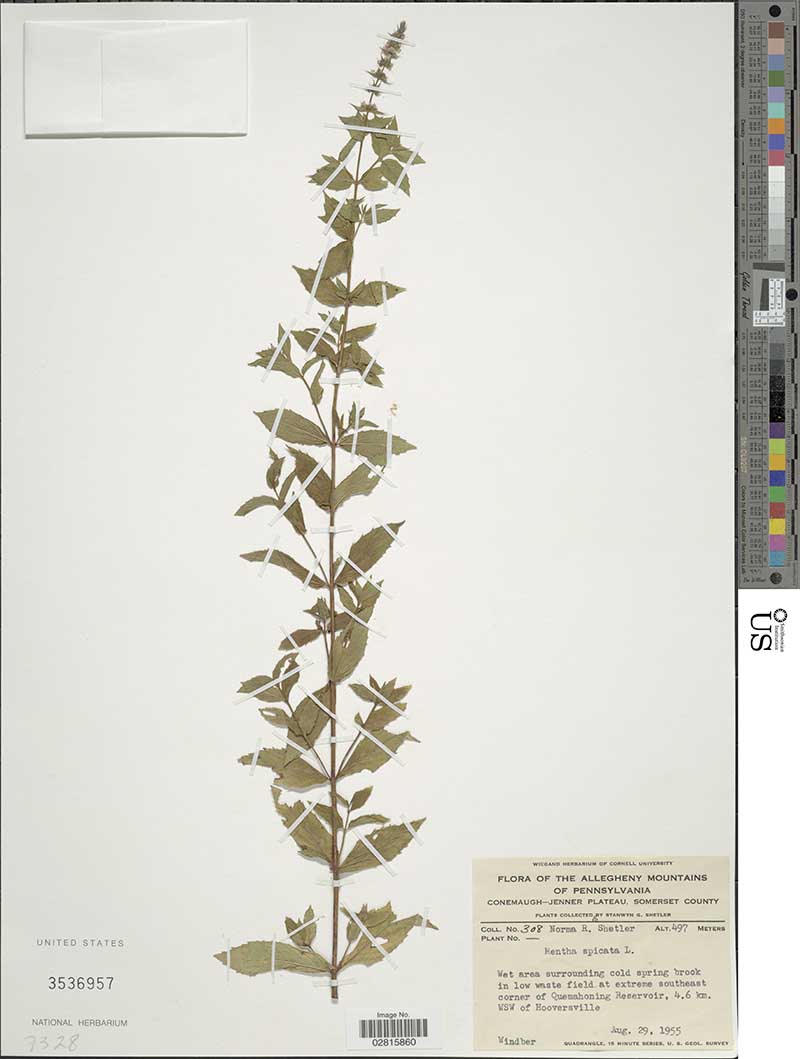 WIEGAND HERBARIUM OF CORNELL UNIVERSITY
FLORA OF THE ALLEGHENY MOUNTAINS
OF PENNSYLVANIA
CONEMAUGH—JENNER PLATEAU, SOMERSET COUNTY
PLANTS COLLECTED BY STANWYN G. SHETLER
&
COLL. NO. 308 Norma R. Shetler ALT. 497 METERS
PLANT NO. —
Mentha spicata L.
Wet area surrounding cold spring brook
in low waste field at extreme southeast
corner of Quemahoning Reservoir, 4.6 km.
WSW of Hooversville
Aug. 29, 1955
Windber QUADRANGLE, 15 MINUTE SERIES, U. S. GEOL. SURVEY
UNITED STATES
3536957
NATIONAL HERBARIUM
7328
Image No.
02815860
Golden Thread
US
Smithsonian
Institution